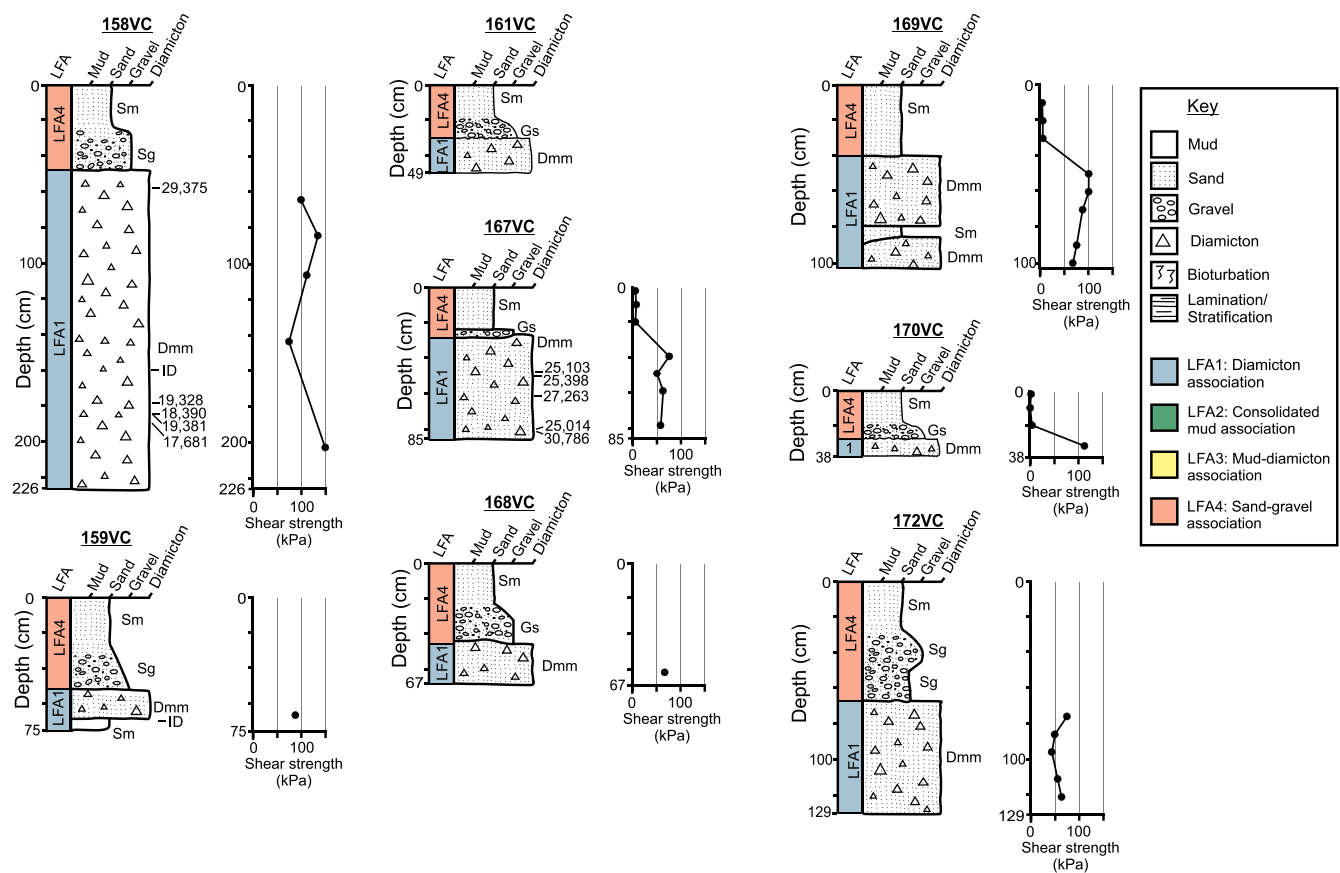 158VC
LFA
Mud
Sand
Gravel
Diamicton
Depth (cm)
0
100
200
226
LFA4
LFA1
Sm
Sg
29,375
Dmm
ID
19,328
18,390
19,381
17,681
0
100
200
226
0
100
Shear strength
(kPa)
159VC
LFA
Mud
Sand
Gravel
Diamicton
Depth (cm)
0
75
LFA4
LFA1
Sm
Sg
Dmm
ID
Sm
0
75
0
100
Shear strength
(kPa)
161VC
LFA
Mud
Sand
Gravel
Diamicton
Depth (cm)
0
49
LFA4
LFA1
Sm
Gs
Dmm
167VC
LFA
Mud
Sand
Gravel
Diamicton
Depth (cm)
0
85
LFA4
LFA1
Sm
Gs
Dmm
25,103
25,398
27,263
25,014
30,786
0
85
0
100
Shear strength
(kPa)
168VC
LFA
Mud
Sand
Gravel
Diamicton
Depth (cm)
0
67
LFA4
LFA1
Sm
Gs
Dmm
0
67
0
100
Shear strength
(kPa)
169VC
LFA
Mud
Sand
Gravel
Diamicton
Depth (cm)
0
100
LFA4
LFA1
Sm
Dmm
Sm
Dmm
0
100
0
100
Shear strength
(kPa)
170VC
LFA
Mud
Sand
Gravel
Diamicton
Depth (cm)
0
38
LFA4
1
Sm
Gs
Dmm
0
38
0
100
Shear strength
(kPa)
172VC
LFA
Mud
Sand
Gravel
Diamicton
Depth (cm)
0
100
129
LFA4
LFA1
Sm
Sg
Sg
Dmm
0
100
129
0
100
Shear strength
(kPa)
Key
Mud
Sand
Gravel
Diamicton
Bioturbation
Lamination/
Stratification
LFA1: Diamicton
association
LFA2: Consolidated
mud association
LFA3: Mud-diamicton
association
LFA4: Sand-gravel
association